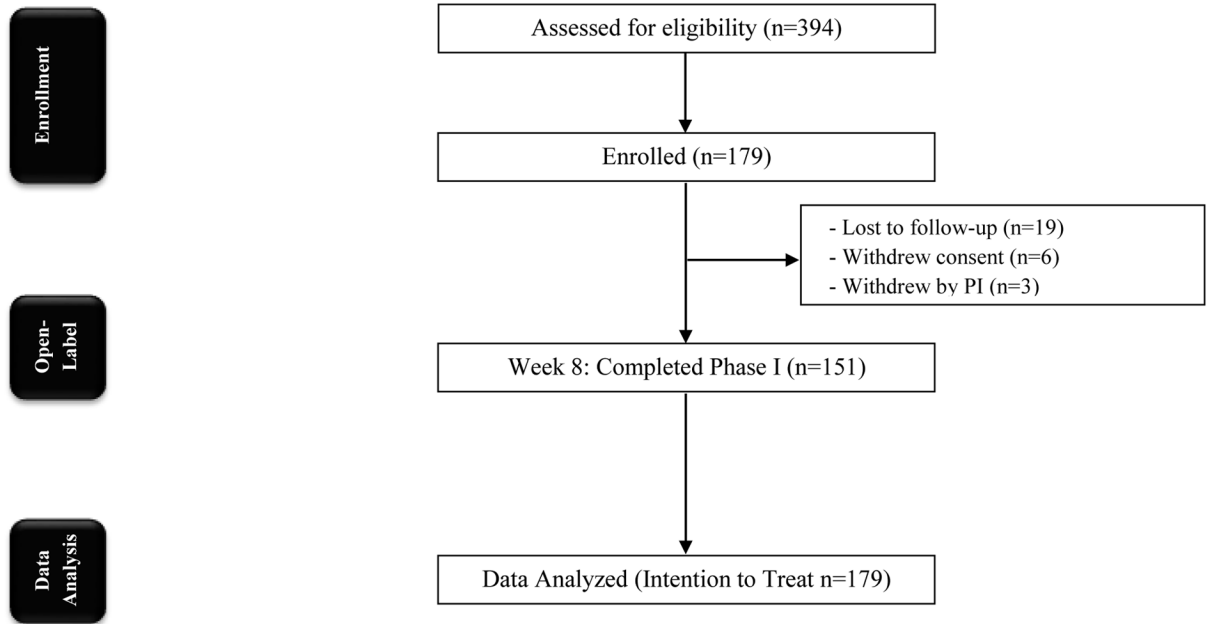 Enrollment
Assessed for eligibility (n=394)
Enrolled (n=179)
- Lost to follow-up (n=19)
- Withdrew consent (n=6)
- Withdrew by PI (n=3)
Open-
Label
Week 8: Completed Phase I (n=151)
Data
Analysis
Data Analyzed (Intention to Treat n=179)